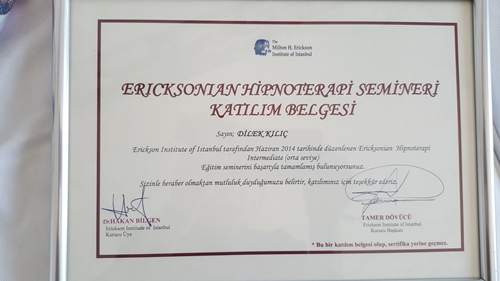 The
Milton H. Erickson
Institute of Istanbul
ERICKSONIAN HİPNOTERAPİ SEMİNERİ
KATILIM BELGESİ
Sayın; DİLEK KILIÇ
Erickson Institute of Istanbul tarafından Haziran 2014 tarihinde düzenlenen Ericksonian Hipnoterapi
Intermediate (orta seviye)
Eğitim seminerini başarıyla tamamlamış bulunuyorsunuz.
Sizinle beraber olmaktan mutluluk duyduğumuzu belirtir, katılımınız için teşekkür ederiz.
Dr.HAKAN BİLGEN
Erickson Institude of Istanbul
Kurucu Üye
TAMER DÖVÜCÜ
Erickson Institude of Istanbul
Kurucu Başkanı
* Bu bir katılım belgesi olup, sertifika yerine geçmez.